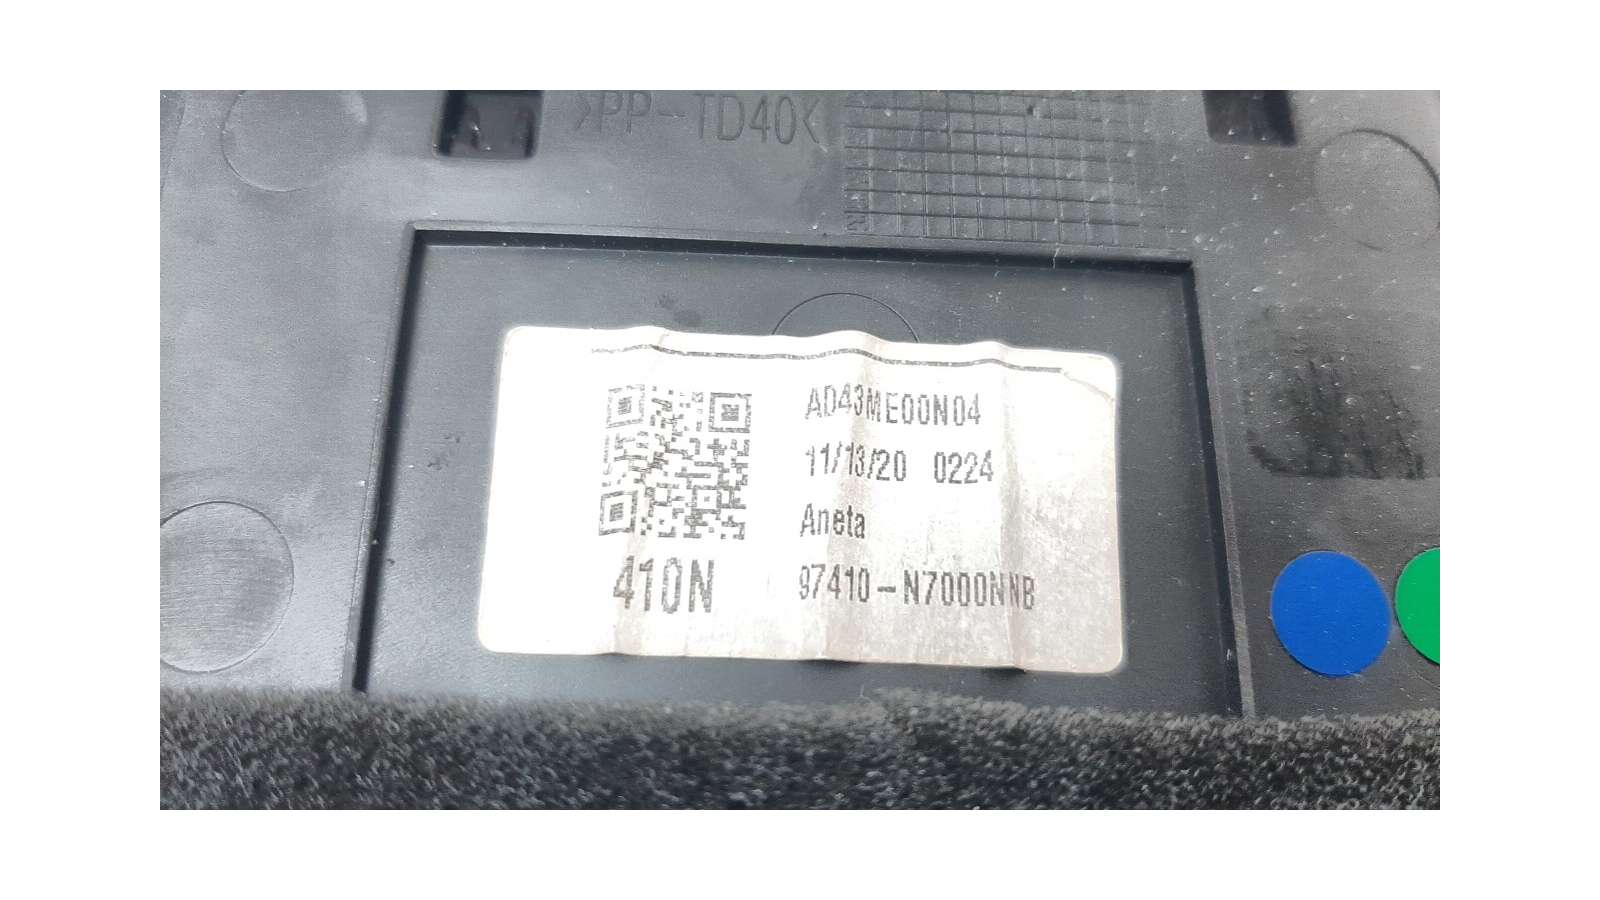 >PP-TD40<
AD43ME00N04
11/13/20 0224
Aneta
410N
97410-N7000NNB